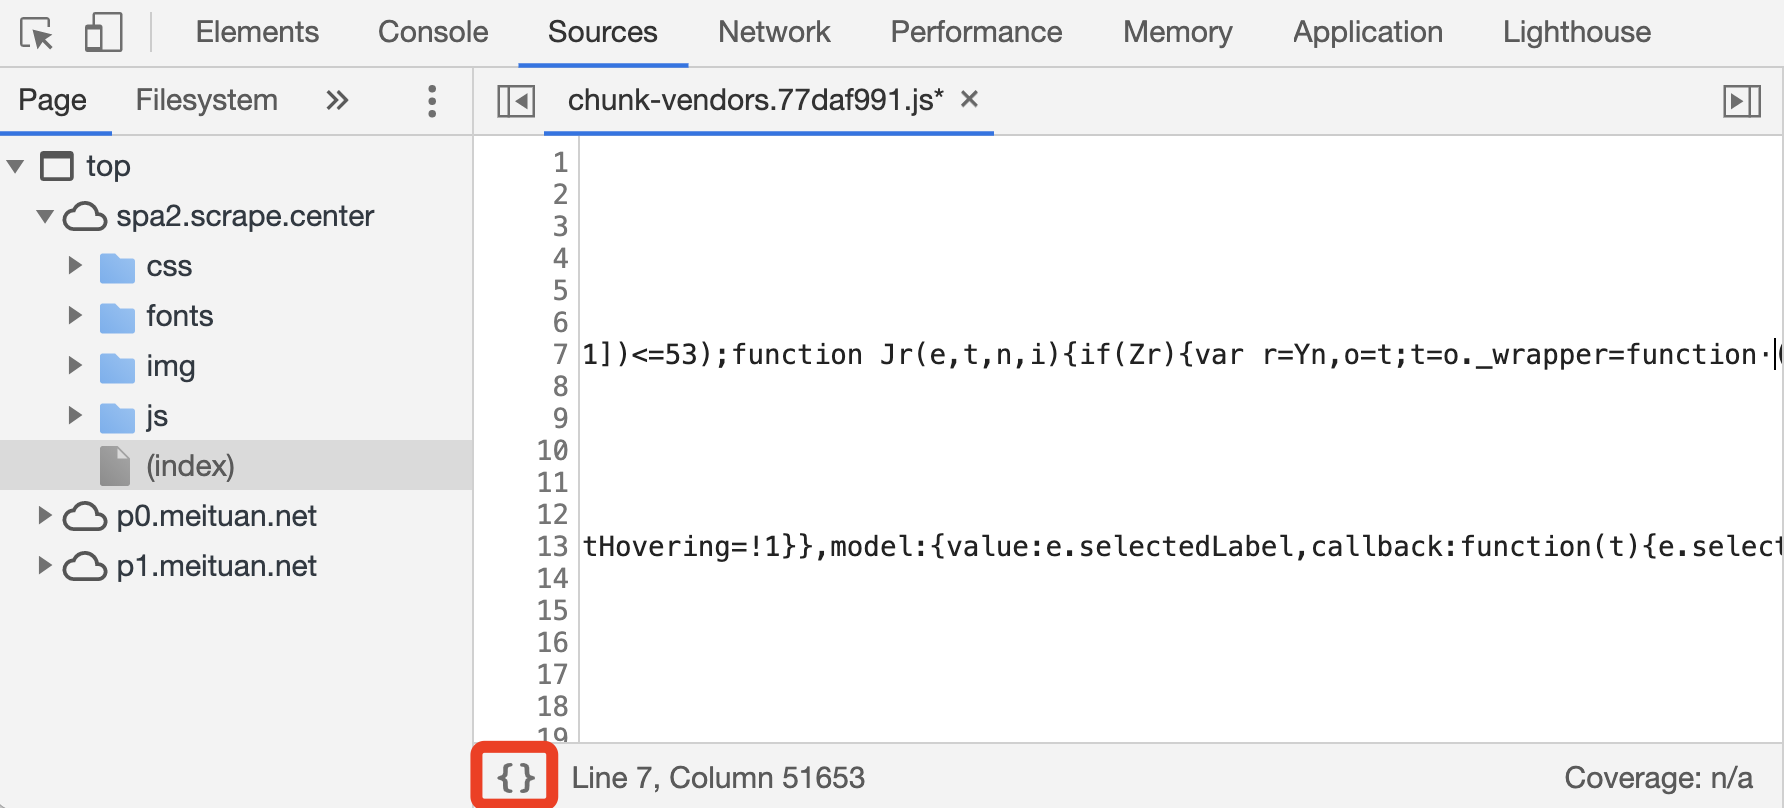 Elements Console Sources Network Performance Memory Application Lighthouse
Page Filesystem » chunk-vendors.77daf991.js* ×
top
spa2.scrape.center
css
fonts
img
js
(index)
p0.meituan.net
p1.meituan.net
1
2
3
4
5
6
7 1])<=53);function Jr(e,t,n,i){if(Zr){var r=Yn,o=t;t=o._wrapper=function·(
8
9
10
11
12
13 tHovering=!1}},model:{value:e.selectedLabel,callback:function(t){e.select
14
15
16
17
18
19
{} Line 7, Column 51653 Coverage: n/a